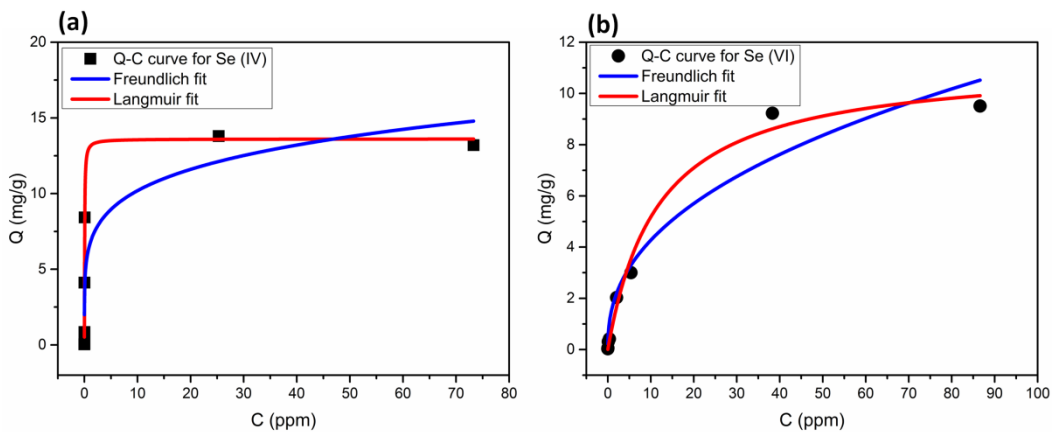 (a)
Q-C curve for Se (IV)
Freundlich fit
Langmuir fit
20
15
10
5
0
Q (mg/g)
0 10 20 30 40 50 60 70 80
C (ppm)
(b)
Q-C curve for Se (VI)
Freundlich fit
Langmuir fit
12
10
8
6
4
2
0
Q (mg/g)
0 10 20 30 40 50 60 70 80 90 100
C (ppm)